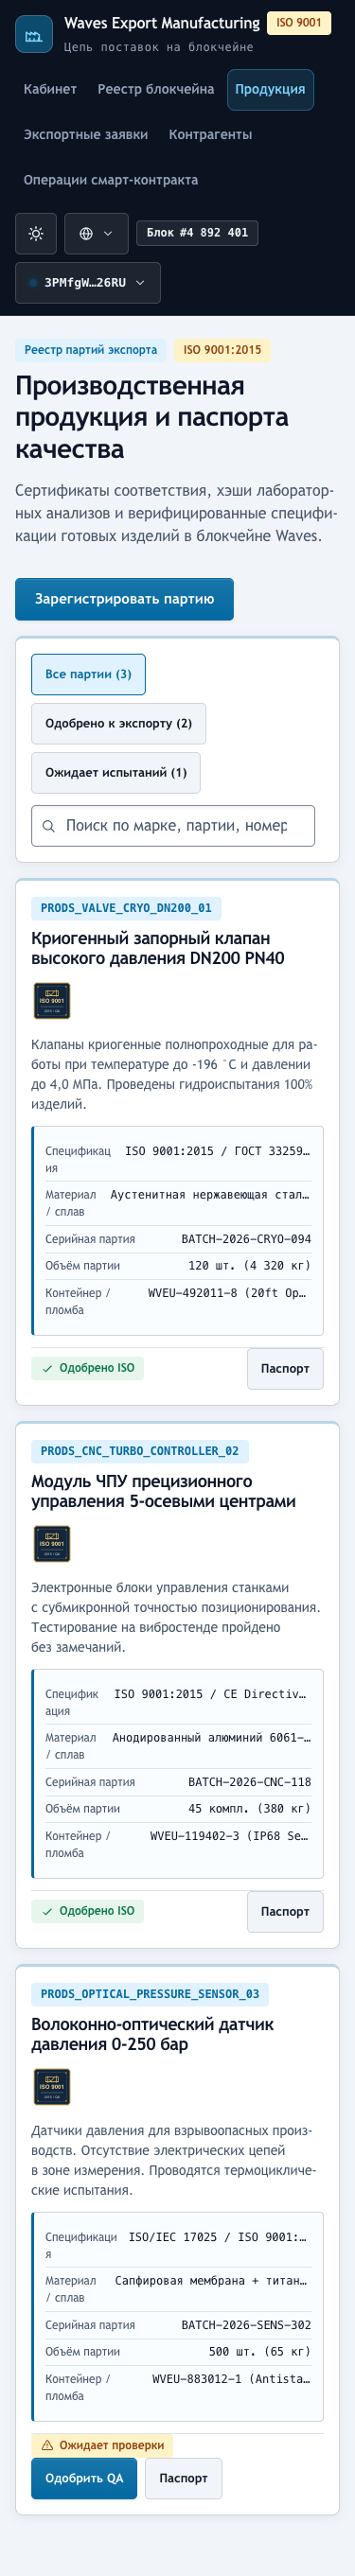 Waves Export Manufacturing ISO 9001
Цепь поставок на блокчейне
Кабинет Реестр блокчейна Продукция
Экспортные заявки Контрагенты
Операции смарт-контракта
Блок #4 892 401
3PMfgW…26RU
Реестр партий экспорта ISO 9001:2015
Производственная
продукция и паспорта
качества
Сертификаты соответствия, хэши лаборатор-
ных анализов и верифицированные специфи-
кации готовых изделий в блокчейне Waves.
Зарегистрировать партию
Все партии (3)
Одобрено к экспорту (2)
Ожидает испытаний (1)
Поиск по марке, партии, номер
PRODS_VALVE_CRYO_DN200_01
Криогенный запорный клапан
высокого давления DN200 PN40
ISO 9001
Клапаны криогенные полнопроходные для ра-
боты при температуре до -196 °C и давлении
до 4,0 МПа. Проведены гидроиспытания 100%
изделий.
Спецификац ISO 9001:2015 / ГОСТ 33259…
ия
Материал Аустенитная нержавеющая стал…
/ сплав
Серийная партия BATCH-2026-CRYO-094
Объём партии 120 шт. (4 320 кг)
Контейнер / WVEU-492011-8 (20ft Op…
пломба
Одобрено ISO Паспорт
PRODS_CNC_TURBO_CONTROLLER_02
Модуль ЧПУ прецизионного
управления 5-осевыми центрами
ISO 9001
Электронные блоки управления станками
с субмикронной точностью позиционирования.
Тестирование на вибростенде пройдено
без замечаний.
Специфик ISO 9001:2015 / CE Directiv…
ация
Материал Анодированный алюминий 6061-…
/ сплав
Серийная партия BATCH-2026-CNC-118
Объём партии 45 компл. (380 кг)
Контейнер / WVEU-119402-3 (IP68 Se…
пломба
Одобрено ISO Паспорт
PRODS_OPTICAL_PRESSURE_SENSOR_03
Волоконно-оптический датчик
давления 0-250 бар
ISO 9001
Датчики давления для взрывоопасных произ-
водств. Отсутствие электрических цепей
в зоне измерения. Проводятся термоцикличе-
ские испытания.
Спецификаци ISO/IEC 17025 / ISO 9001:…
я
Материал Сапфировая мембрана + титан…
/ сплав
Серийная партия BATCH-2026-SENS-302
Объём партии 500 шт. (65 кг)
Контейнер / WVEU-883012-1 (Antista…
пломба
Ожидает проверки
Одобрить QA Паспорт